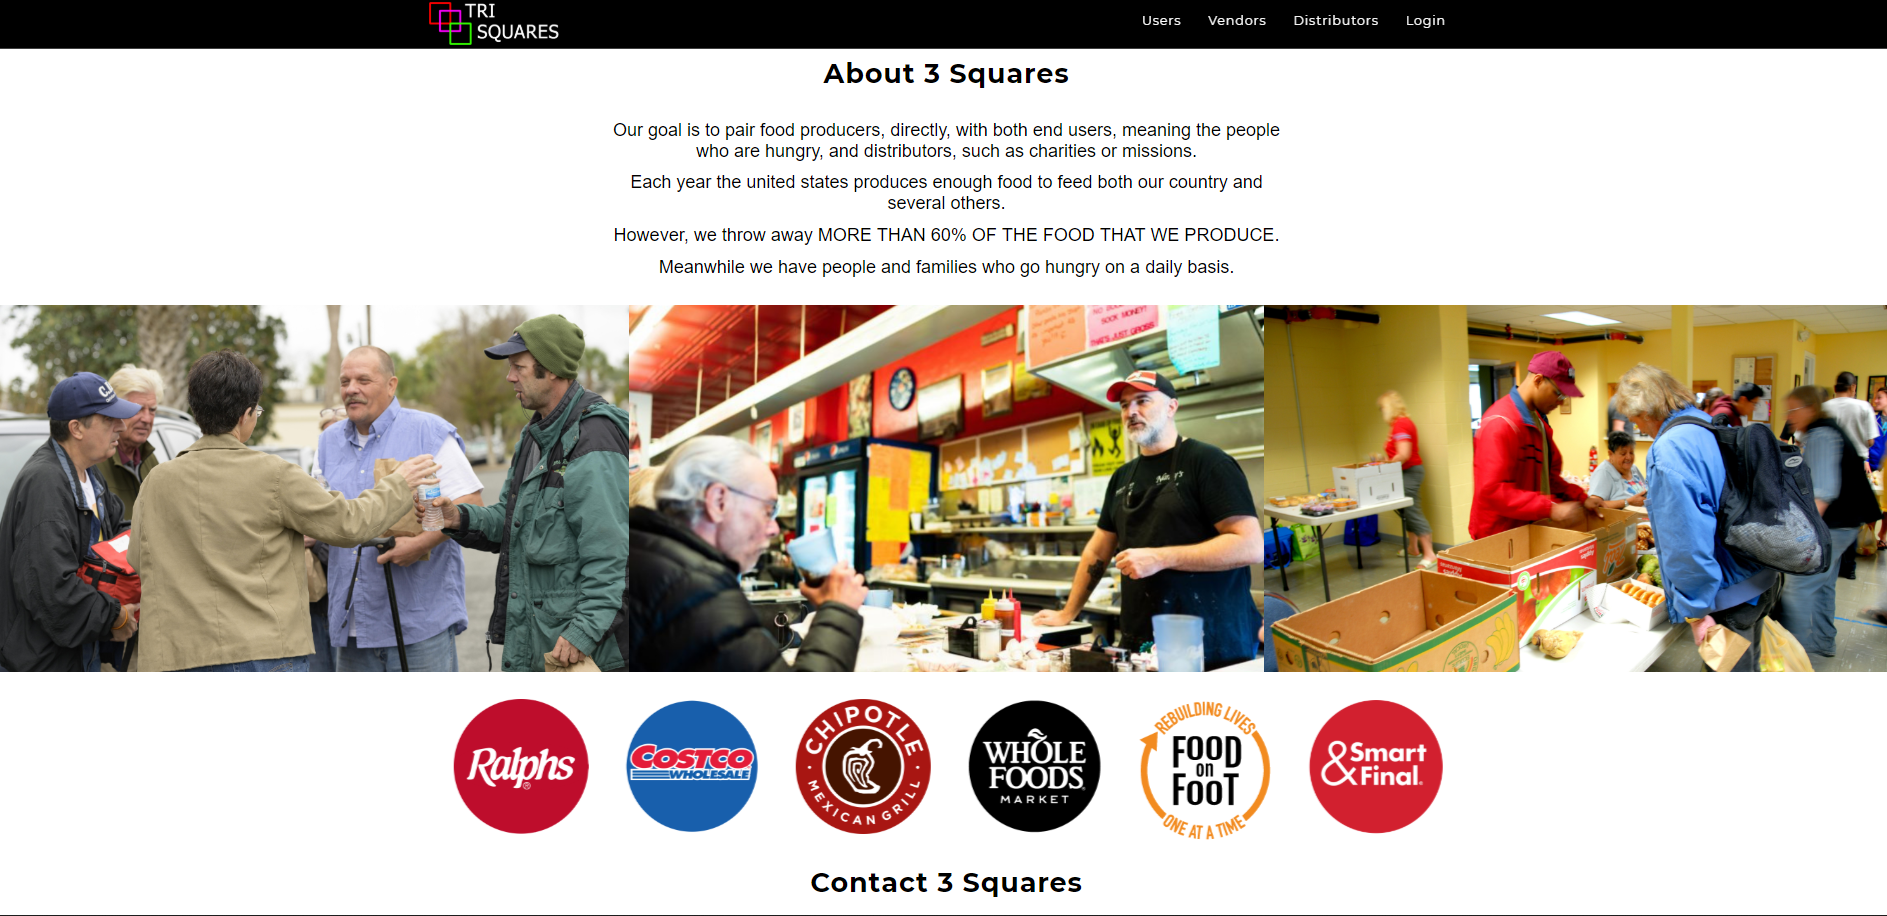 TRI
SQUARES
Users Vendors Distributors Login
About 3 Squares
Our goal is to pair food producers, directly, with both end users, meaning the people
who are hungry, and distributors, such as charities or missions.
Each year the united states produces enough food to feed both our country and
several others.
However, we throw away MORE THAN 60% OF THE FOOD THAT WE PRODUCE.
Meanwhile we have people and families who go hungry on a daily basis.
SOCK MONEY!
THAT'S JUST GROSS
Ralphs®
COSTCO
WHOLESALE
CHIPOTLE
MEXICAN GRILL
WHOLE
FOODS
MARKET
REBUILDING LIVES
FOOD
on
FOOT
ONE AT A TIME
&Smart
Final.
Contact 3 Squares